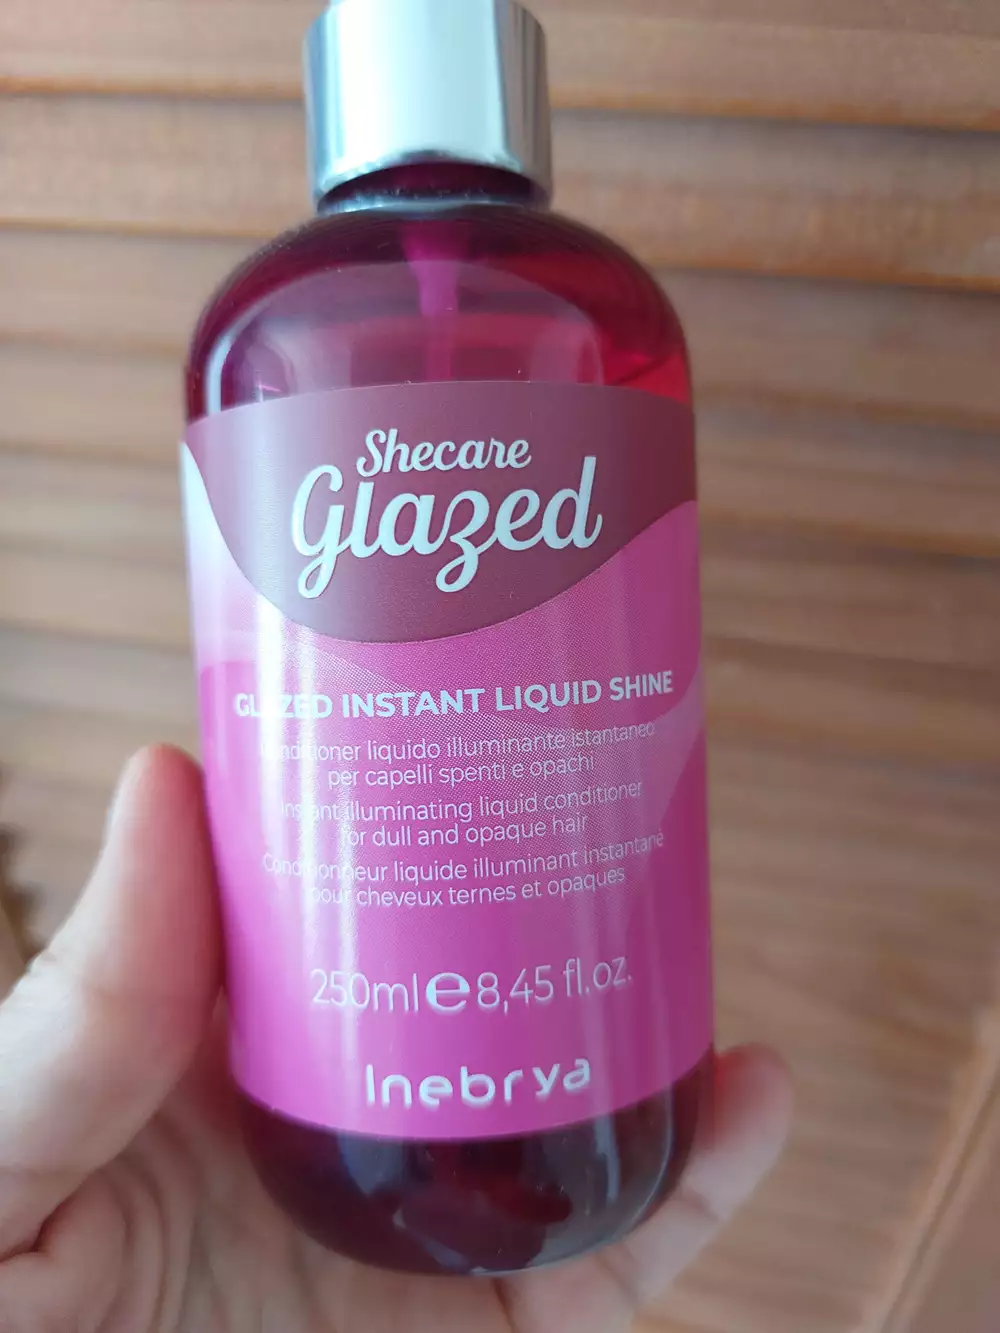 Shecare
Glazed
GLAZED INSTANT LIQUID SHINE
Conditioner liquido illuminante istantaneo
per capelli spenti e opachi
Instant illuminating liquid conditioner
for dull and opaque hair
Conditionneur liquide illuminant instantané
pour cheveux ternes et opaques
250ml e 8,45 fl.oz.
Inebrya